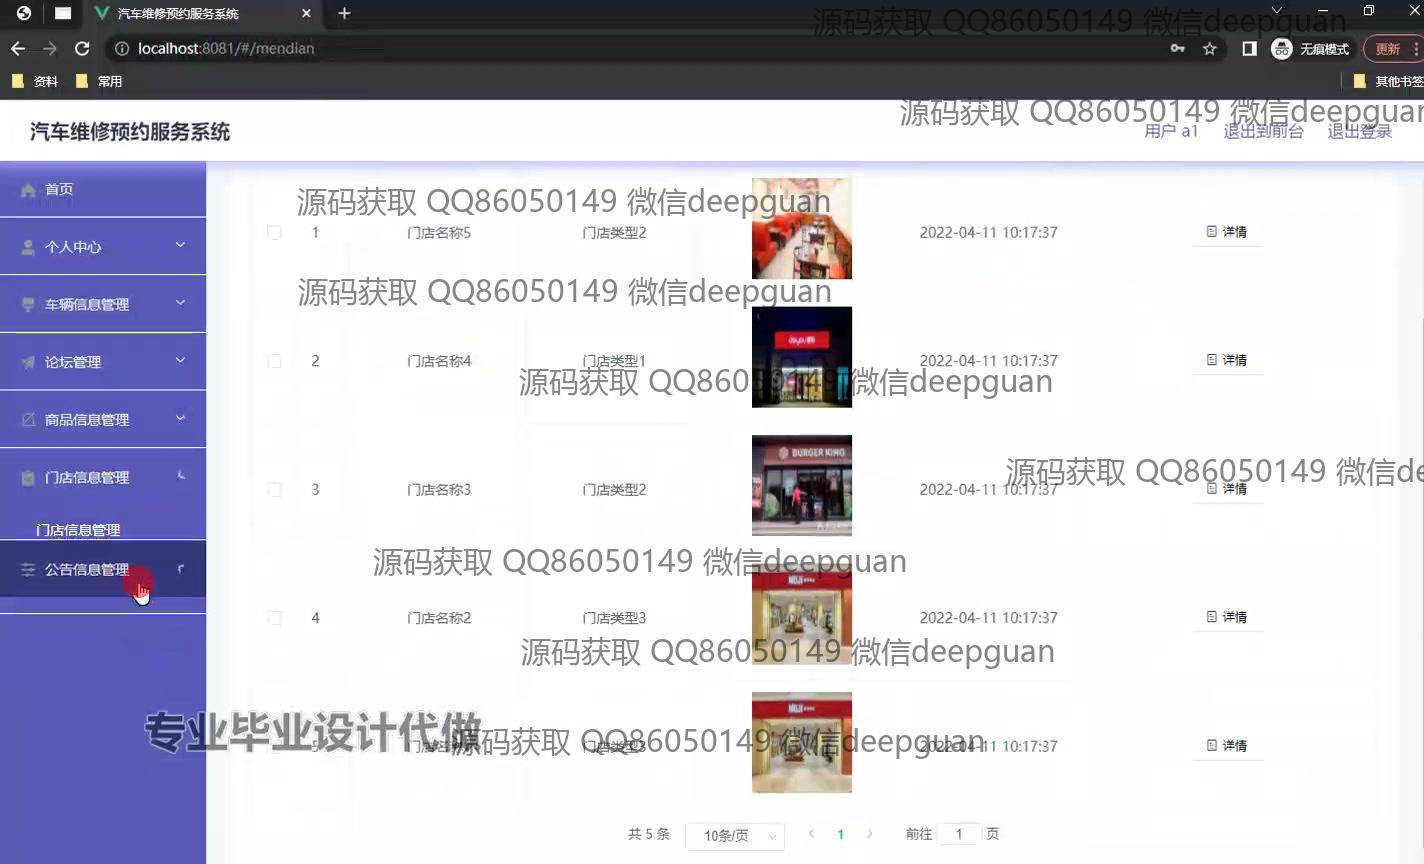 汽车维修预约服务系统
localhost:8081/#/mendian
无痕模式
更新
资料
常用
其他书签
源码获取 QQ86050149 微信deepguan
汽车维修预约服务系统
源码获取 QQ86050149 微信deepguan
用户 a1
退出到前台
退出登录
首页
个人中心
车辆信息管理
论坛管理
商品信息管理
门店信息管理
门店信息管理
公告信息管理
源码获取 QQ86050149 微信deepguan
1 门店名称5 门店类型2 2022-04-11 10:17:37 详情
源码获取 QQ86050149 微信deepguan
2 门店名称4 门店类型1 2022-04-11 10:17:37 详情
源码获取 QQ86050149 微信deepguan
BURGER KING
源码获取 QQ86050149 微信de
3 门店名称3 门店类型2 2022-04-11 10:17:37 详情
源码获取 QQ86050149 微信deepguan
MUJI
4 门店名称2 门店类型3 2022-04-11 10:17:37 详情
源码获取 QQ86050149 微信deepguan
MUJI
专业毕业设计代做
源码获取 QQ86050149 微信deepguan
5 2022-04-11 10:17:37 详情
共 5 条
10条/页
1
前往 1 页